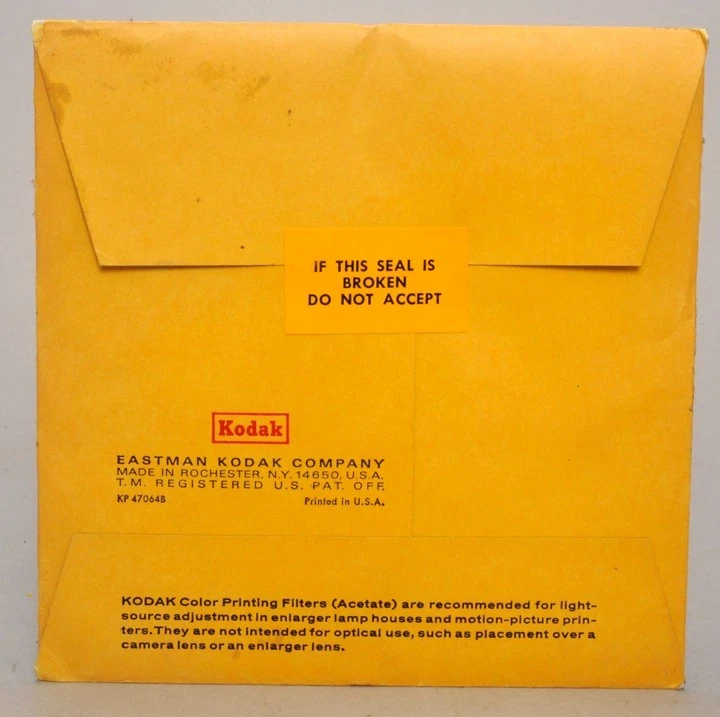 IF THIS SEAL IS
BROKEN
DO NOT ACCEPT
Kodak
EASTMAN KODAK COMPANY
MADE IN ROCHESTER, N.Y. 14650, U.S.A.
T.M. REGISTERED U.S. PAT. OFF.
KP 47064B Printed in U.S.A.
KODAK Color Printing Filters (Acetate) are recommended for light-
source adjustment in enlarger lamp houses and motion-picture prin-
ters. They are not intended for optical use, such as placement over a
camera lens or an enlarger lens.